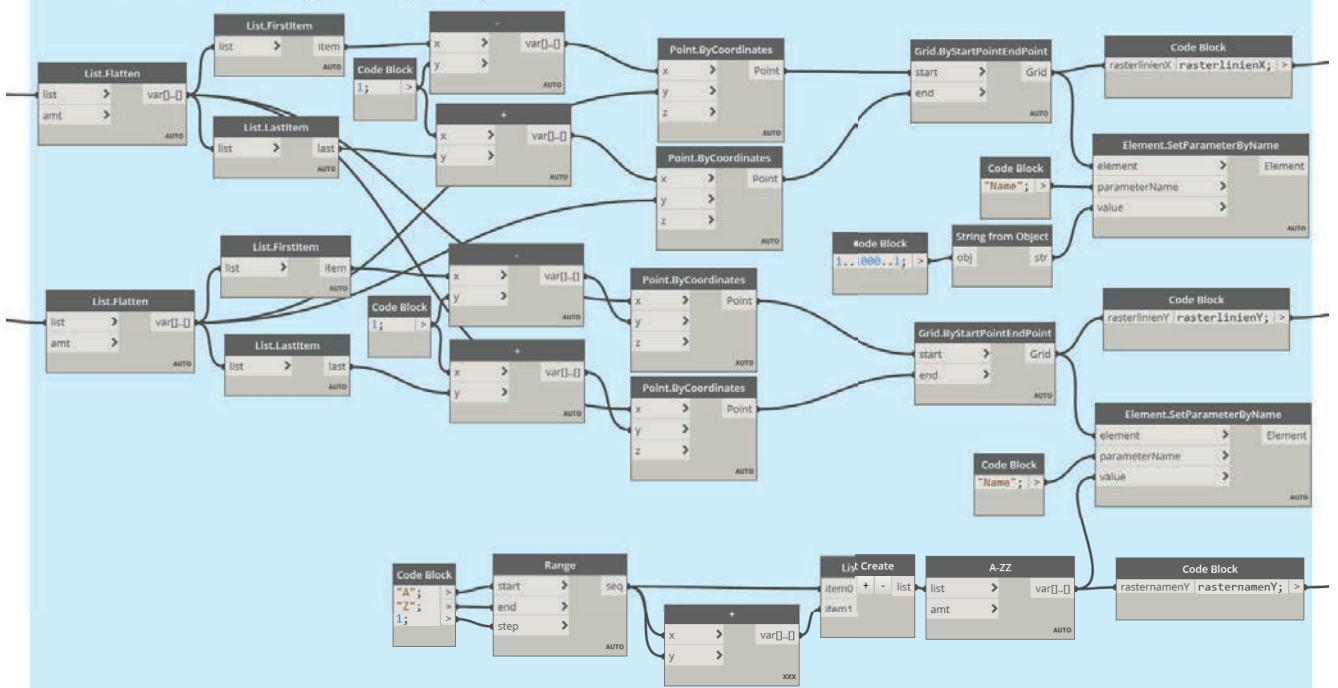 List.Flatten
list > var[]..[]
amt >
AUTO
List.FirstItem
list > item
AUTO
List.LastItem
list > last
AUTO
Code Block
1; >
-
x > var[]..[]
y >
AUTO
+
x > var[]..[]
y >
AUTO
Point.ByCoordinates
x > Point
y >
z >
AUTO
Point.ByCoordinates
x > Point
y >
z >
AUTO
Grid.ByStartPointEndPoint
start > Grid
end >
AUTO
Code Block
rasterlinienX rasterlinienX; >
Element.SetParameterByName
element > Element
parameterName >
value >
AUTO
Code Block
"Name"; >
String from Object
obj str
List.Flatten
list > var[]..[]
amt >
AUTO
List.FirstItem
list > item
AUTO
List.LastItem
list > last
AUTO
Code Block
1; >
-
x > var[]..[]
y >
AUTO
+
x > var[]..[]
y >
AUTO
Point.ByCoordinates
x > Point
y >
z >
AUTO
Point.ByCoordinates
x > Point
y >
z >
AUTO
Grid.ByStartPointEndPoint
start > Grid
end >
AUTO
Code Block
rasterlinienY rasterlinienY; >
Element.SetParameterByName
element > Element
parameterName >
value >
AUTO
Code Block
"Name"; >
Code Block
"A"; >
"Z"; >
1; >
Range
start > seq
end >
step >
AUTO
+
x > var[]..[]
y >
xxx
List Create
item0 + - list
item1
A-ZZ
list > var[]..[]
amt >
AUTO
Code Block
rasternamenY rasternamenY; >